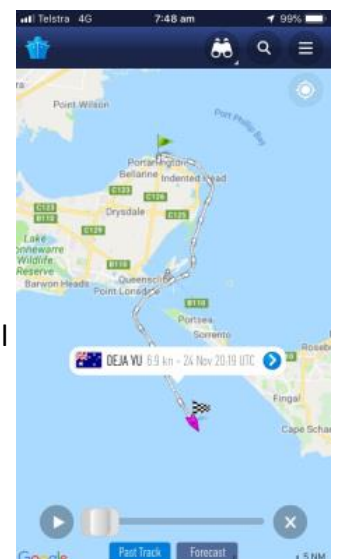 Telstra 4G 7:48 am 99%
Point Wilson
Port Phillip Bay
Portarlington
Bellarine Indented Head
C123
C126
Drysdale
C123
C125
B110
C129
Lake
Connewarre
Wildlife
Reserve
B110
Barwon Heads
Queenscliff
Point Lonsdale
B110
Portsea
Sorrento
DEJA VU 6.9 kn - 24 Nov 20:19 UTC
Fingal
Cape Schan
Past Track Forecast
Google
5 NM